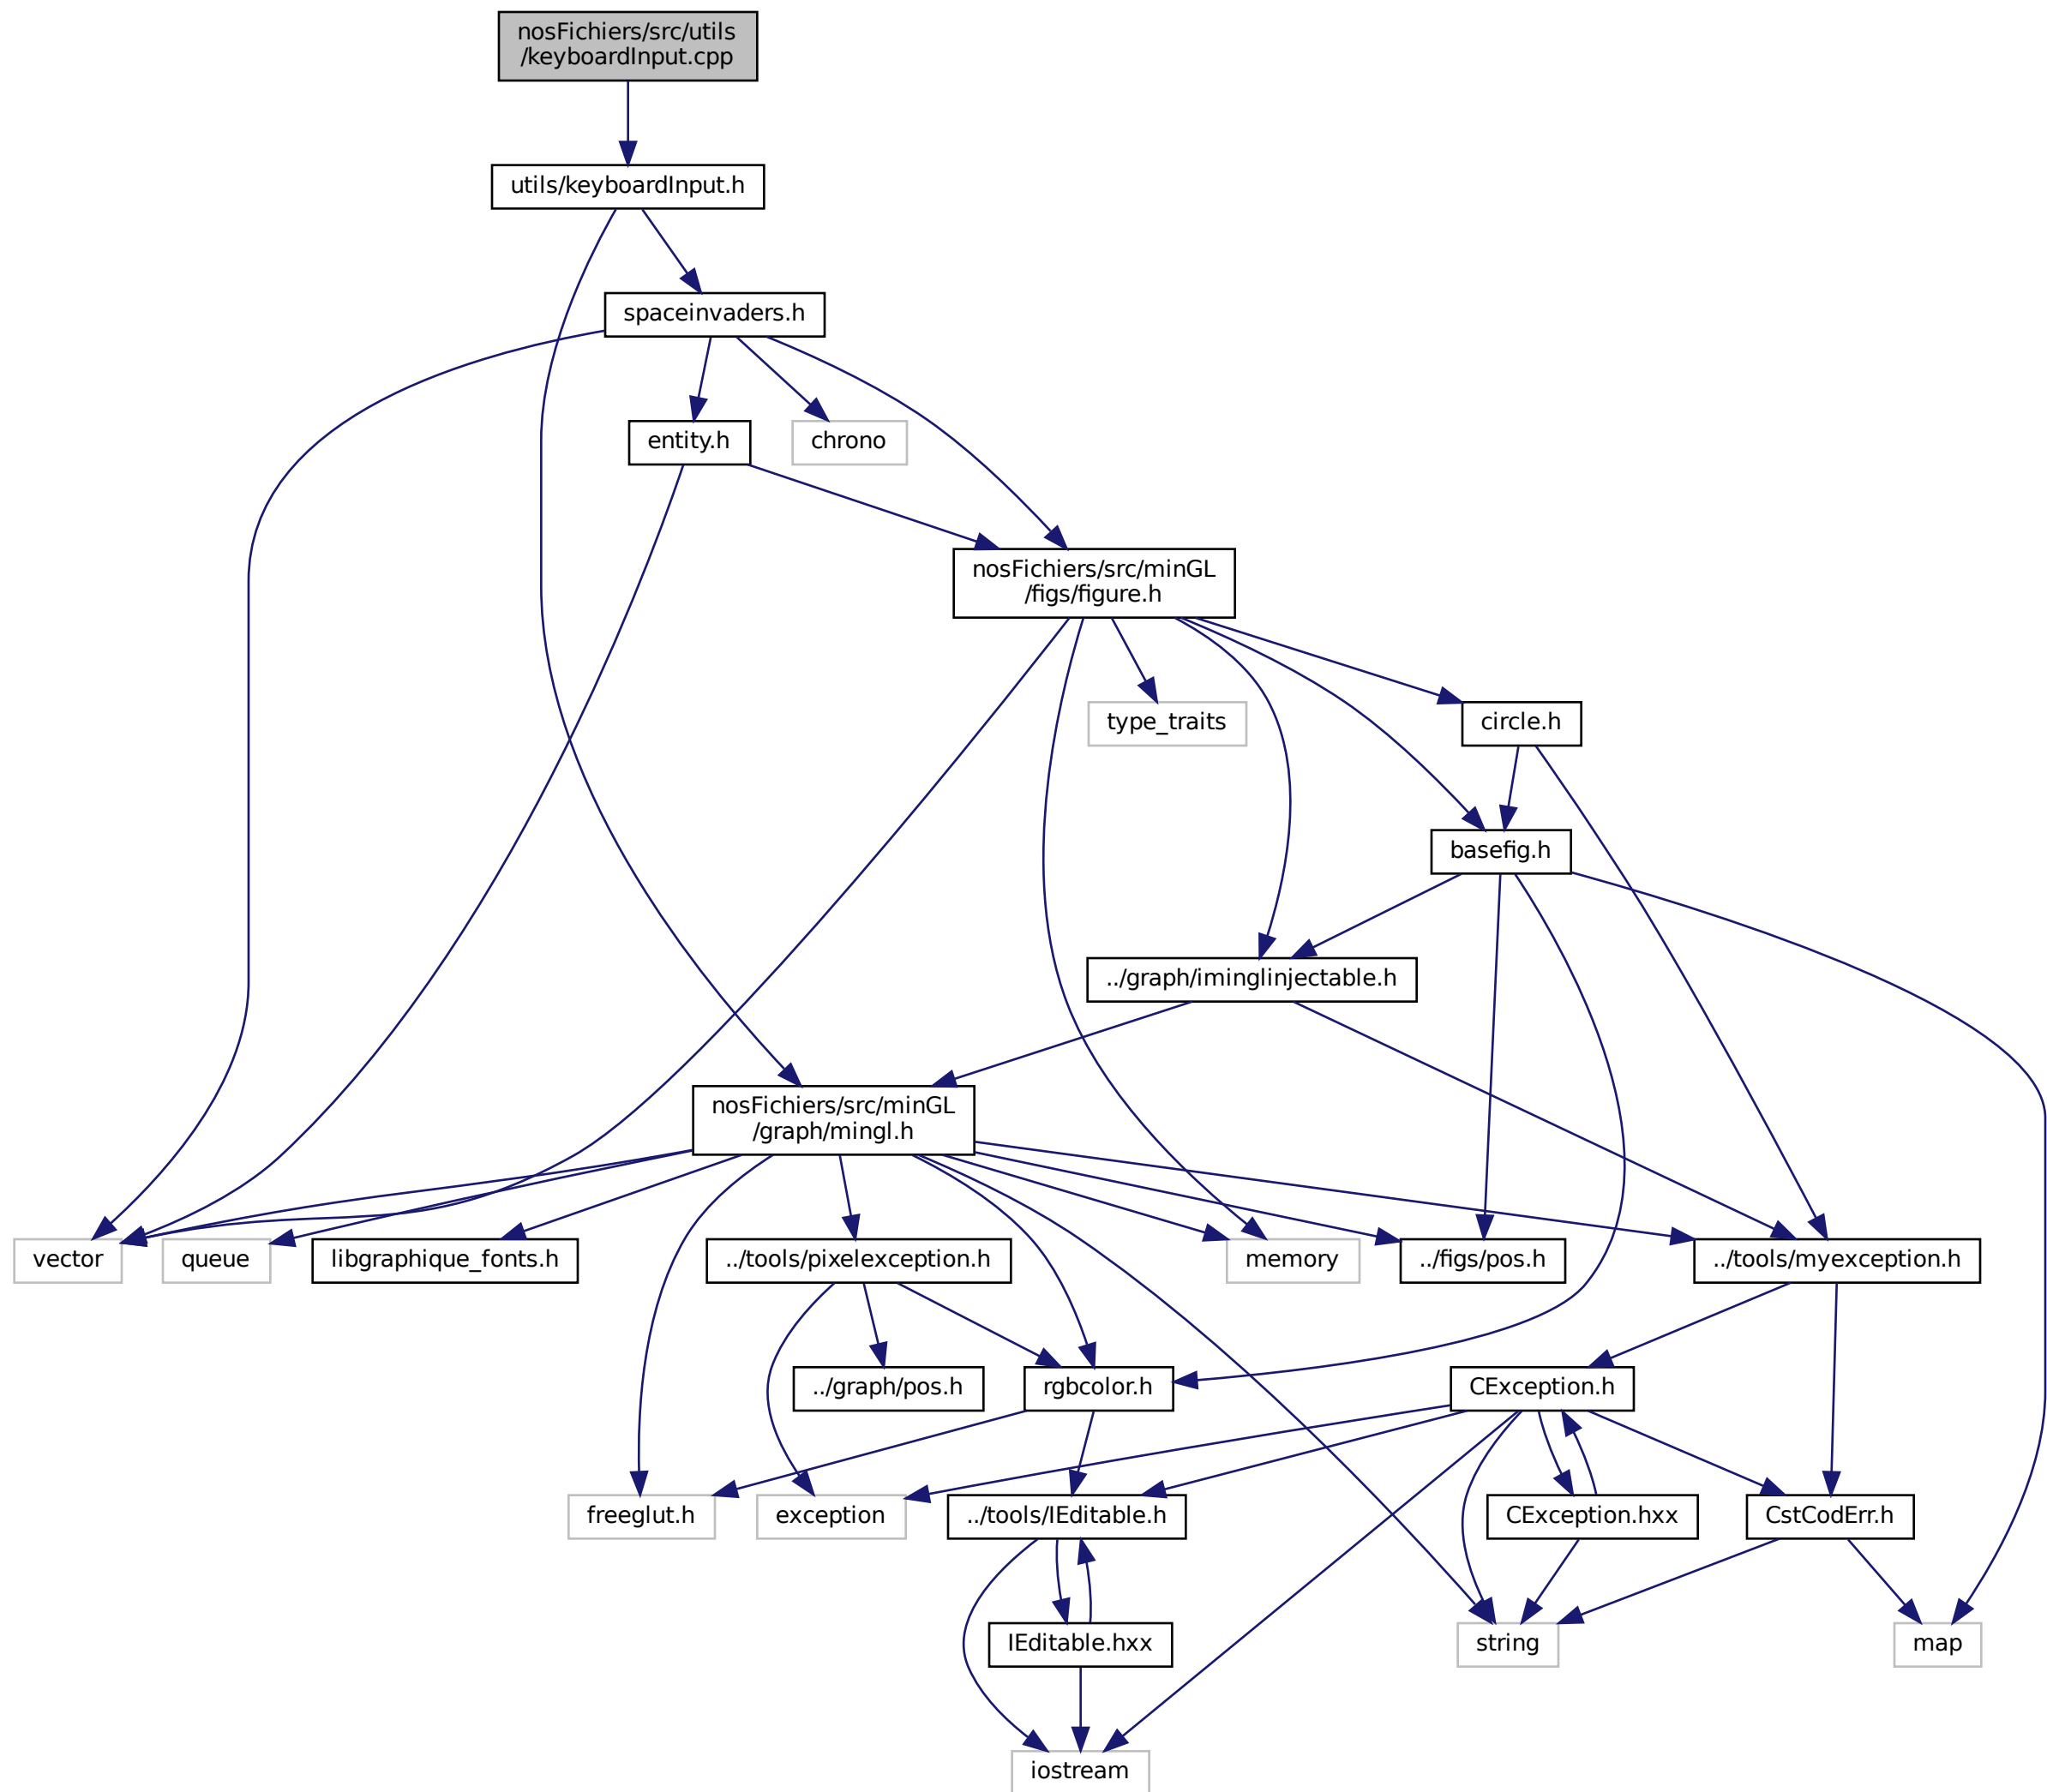 nosFichiers/src/utils
/keyboardInput.cpp
utils/keyboardInput.h
spaceinvaders.h
entity.h
chrono
nosFichiers/src/minGL
/figs/figure.h
type_traits
circle.h
basefig.h
../graph/iminglinjectable.h
nosFichiers/src/minGL
/graph/mingl.h
vector
queue
libgraphique_fonts.h
../tools/pixelexception.h
memory
../figs/pos.h
../tools/myexception.h
../graph/pos.h
rgbcolor.h
CException.h
freeglut.h
exception
../tools/IEditable.h
CException.hxx
CstCodErr.h
IEditable.hxx
string
map
iostream